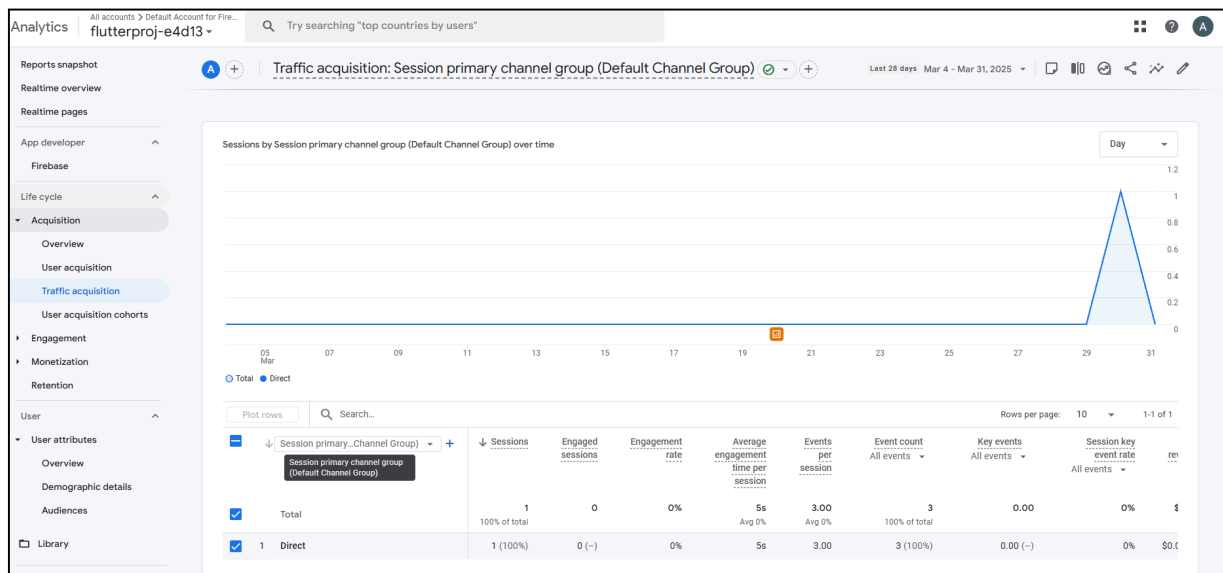 Analytics
All accounts > Default Account for Fire...
flutterproj-e4d13
Try searching "top countries by users"
A
Reports snapshot
Realtime overview
Realtime pages
App developer
Firebase
Life cycle
Acquisition
Overview
User acquisition
Traffic acquisition
User acquisition cohorts
Engagement
Monetization
Retention
User
User attributes
Overview
Demographic details
Audiences
Library
A
Traffic acquisition: Session primary channel group (Default Channel Group)
Last 28 days Mar 4 - Mar 31, 2025
Sessions by Session primary channel group (Default Channel Group) over time
Day
1.2
1
0.8
0.6
0.4
0.2
0
05 07 09 11 13 15 17 19 21 23 25 27 29 31
Mar
Total Direct
Plot rows
Search...
Rows per page: 10 1-1 of 1
Session primary...Channel Group)
Session primary channel group
(Default Channel Group)
Sessions
Engaged
sessions
Engagement
rate
Average
engagement
time per
session
Events
per
session
Event count
All events
Key events
All events
Session key
event rate
All events
Total
1
100% of total
0
0%
5s
Avg 0%
3.00
Avg 0%
3
100% of total
0.00
0%
$
1 Direct 1 (100%) 0 (–) 0% 5s 3.00 3 (100%) 0.00 (–) 0%